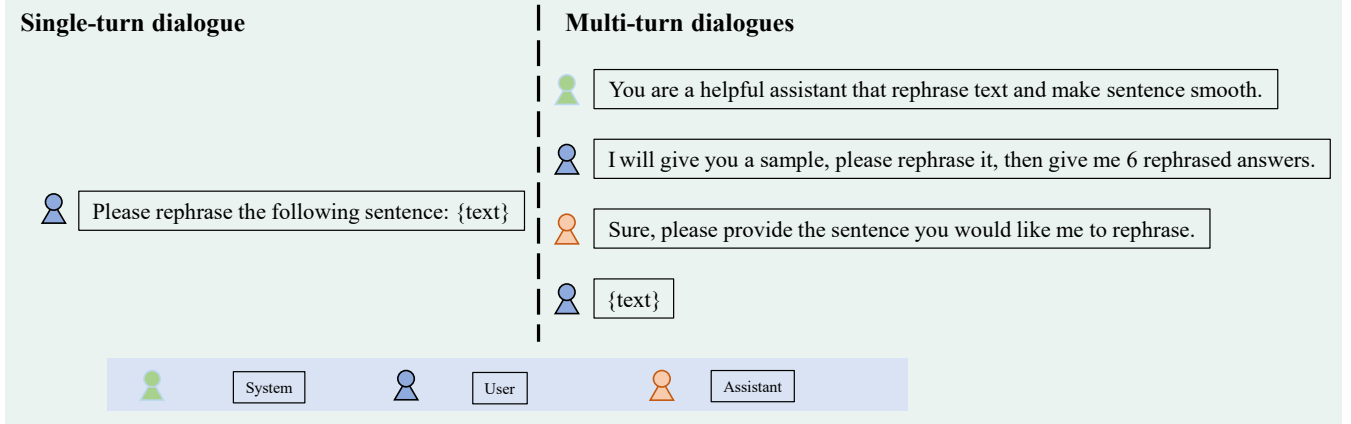 Single-turn dialogue
Please rephrase the following sentence: {text}
Multi-turn dialogues
You are a helpful assistant that rephrase text and make sentence smooth.
I will give you a sample, please rephrase it, then give me 6 rephrased answers.
Sure, please provide the sentence you would like me to rephrase.
{text}
System
User
Assistant